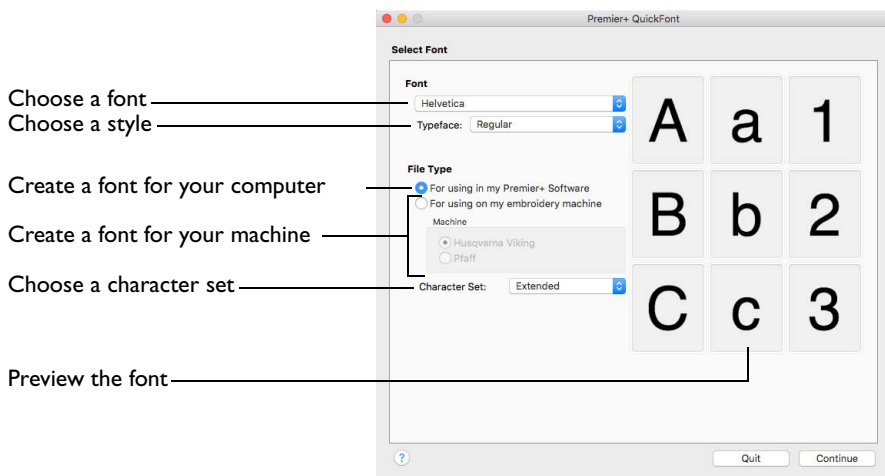 Premier+ QuickFont
Select Font
Font
Choose a font
Helvetica
Choose a style
Typeface: Regular
A a 1
File Type
Create a font for your computer
For using in my Premier+ Software
For using on my embroidery machine
Machine
Create a font for your machine
Husqvarna Viking
Pfaff
B b 2
Choose a character set
Character Set: Extended
C c 3
Preview the font
?
Quit Continue